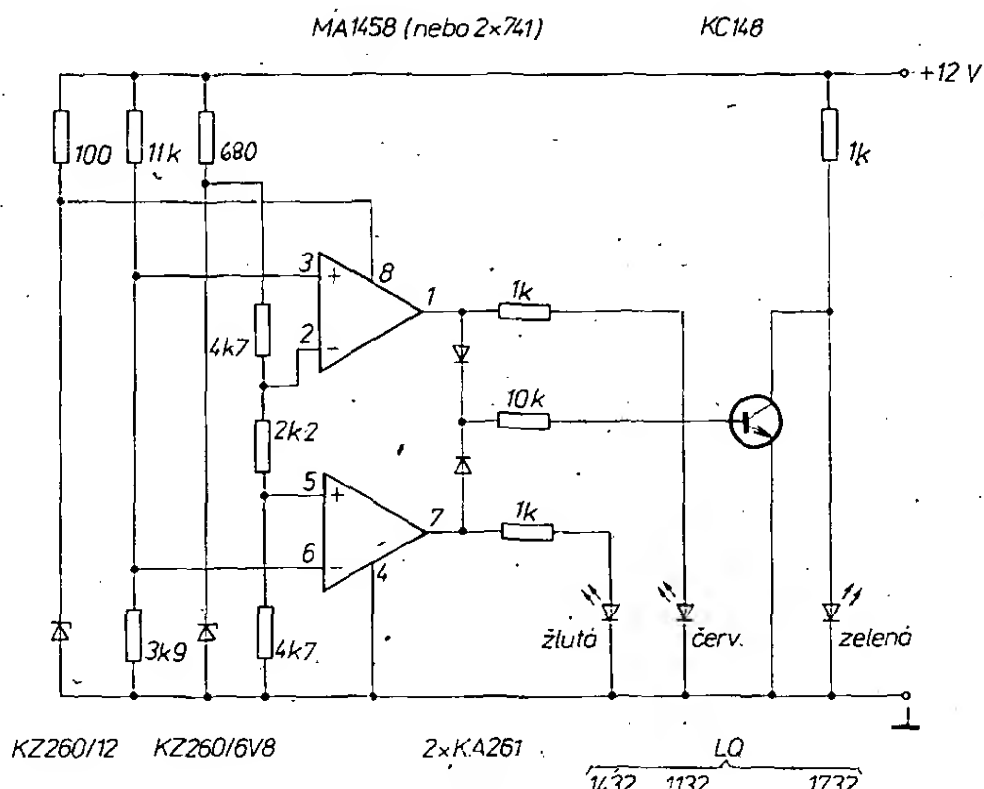 MA1458 (nebo 2×741) KC148
+12 V
100 11k 680 1k
3 + 8
1 1k
2 −
4k7
10k
2k2
5 +
7 1k
6 −
4
žlutá červ. zelená
3k9 4k7
KZ260/12 KZ260/6V8 2×KA261 LQ
1432 1132 1732